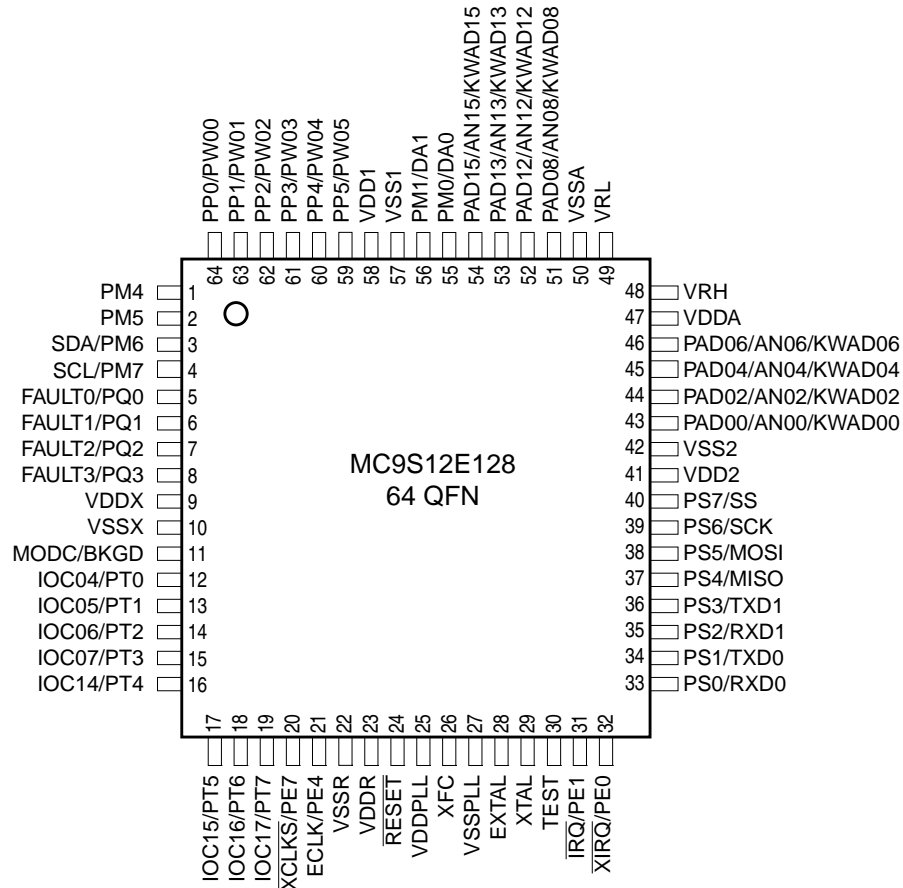 PP0/PW00
PP1/PW01
PP2/PW02
PP3/PW03
PP4/PW04
PP5/PW05
VDD1
VSS1
PM1/DA1
PM0/DA0
PAD15/AN15/KWAD15
PAD13/AN13/KWAD13
PAD12/AN12/KWAD12
PAD08/AN08/KWAD08
VSSA
VRL
64
63
62
61
60
59
58
57
56
55
54
53
52
51
50
49
PM4 1
PM5 2
SDA/PM6 3
SCL/PM7 4
FAULT0/PQ0 5
FAULT1/PQ1 6
FAULT2/PQ2 7
FAULT3/PQ3 8
VDDX 9
VSSX 10
MODC/BKGD 11
IOC04/PT0 12
IOC05/PT1 13
IOC06/PT2 14
IOC07/PT3 15
IOC14/PT4 16
MC9S12E128
64 QFN
48 VRH
47 VDDA
46 PAD06/AN06/KWAD06
45 PAD04/AN04/KWAD04
44 PAD02/AN02/KWAD02
43 PAD00/AN00/KWAD00
42 VSS2
41 VDD2
40 PS7/SS
39 PS6/SCK
38 PS5/MOSI
37 PS4/MISO
36 PS3/TXD1
35 PS2/RXD1
34 PS1/TXD0
33 PS0/RXD0
17
18
19
20
21
22
23
24
25
26
27
28
29
30
31
32
IOC15/PT5
IOC16/PT6
IOC17/PT7
XCLKS/PE7
ECLK/PE4
VSSR
VDDR
RESET
VDDPLL
XFC
VSSPLL
EXTAL
XTAL
TEST
IRQ/PE1
XIRQ/PE0